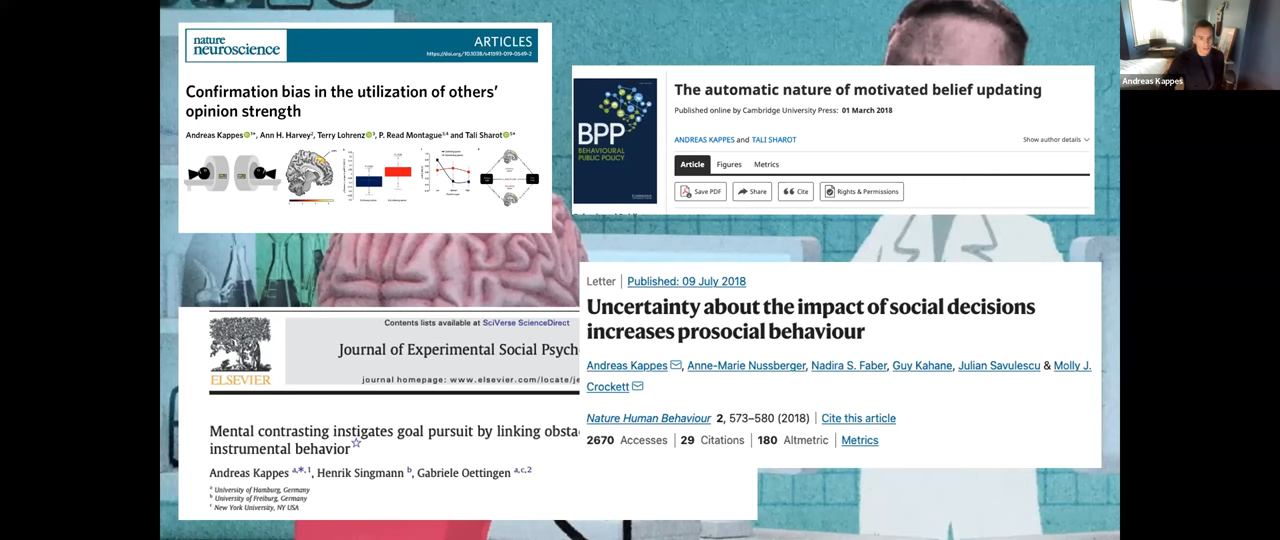 nature
neuroscience
ARTICLES
https://doi.org/10.1038/s41593-019-0549-2
Confirmation bias in the utilization of others'
opinion strength
Andreas Kappes 1*, Ann H. Harvey2, Terry Lohrenz 3, P. Read Montague3,4 and Tali Sharot 5*
BPP
BEHAVIOURAL
PUBLIC POLICY
The automatic nature of motivated belief updating
Published online by Cambridge University Press: 01 March 2018
ANDREAS KAPPES and TALI SHAROT
Show author details
Article Figures Metrics
Save PDF Share Cite Rights & Permissions
Andreas Kappes
Letter | Published: 09 July 2018
Uncertainty about the impact of social decisions
increases prosocial behaviour
Andreas Kappes, Anne-Marie Nussberger, Nadira S. Faber, Guy Kahane, Julian Savulescu & Molly J.
Crockett
Nature Human Behaviour 2, 573–580 (2018) | Cite this article
2670 Accesses | 29 Citations | 180 Altmetric | Metrics
ELSEVIER
Contents lists available at SciVerse ScienceDirect
Journal of Experimental Social Psych
journal homepage: www.elsevier.com/locate/je
Mental contrasting instigates goal pursuit by linking obsta
instrumental behavior☆
Andreas Kappes a,*,1, Henrik Singmann b, Gabriele Oettingen a,c,2
a University of Hamburg, Germany
b University of Freiburg, Germany
c New York University, NY USA